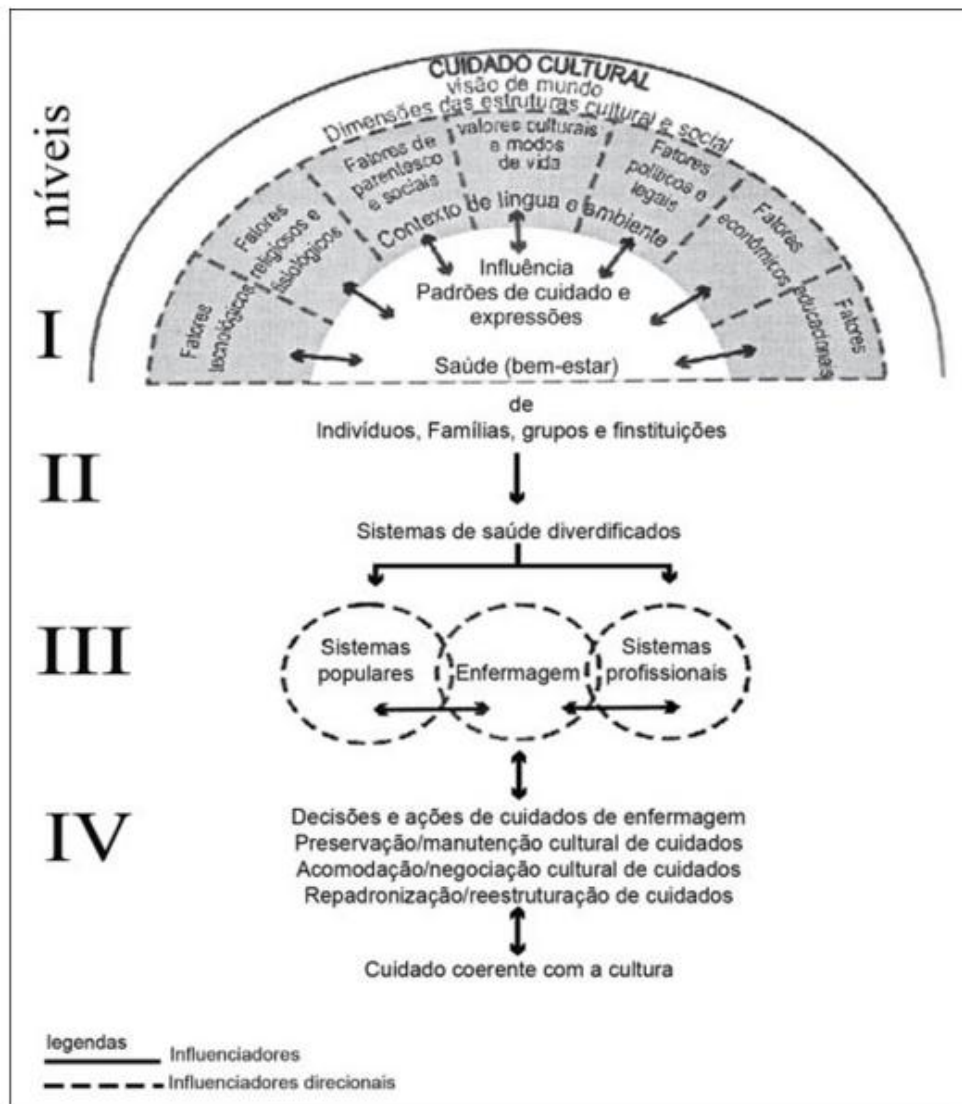 níveis
CUIDADO CULTURAL
visão de mundo
Dimensões das estruturas cultural e social
Fatores
tecnológicos
Fatores
religiosos e
fisiológicos
Fatores de
parentesco
e sociais
valores culturais
e modos
de vida
Fatores
políticos e
legais
Fatores
econômicos
Fatores
educacionais
Contexto de língua e ambiente
I
Influência
Padrões de cuidado e
expressões
Saúde (bem-estar)
de
Indivíduos, Famílias, grupos e finstituições
II
Sistemas de saúde diverdificados
III
Sistemas
populares
Enfermagem
Sistemas
profissionais
IV
Decisões e ações de cuidados de enfermagem
Preservação/manutenção cultural de cuidados
Acomodação/negociação cultural de cuidados
Repadronização/reestruturação de cuidados
Cuidado coerente com a cultura
legendas
Influenciadores
Influenciadores direcionais